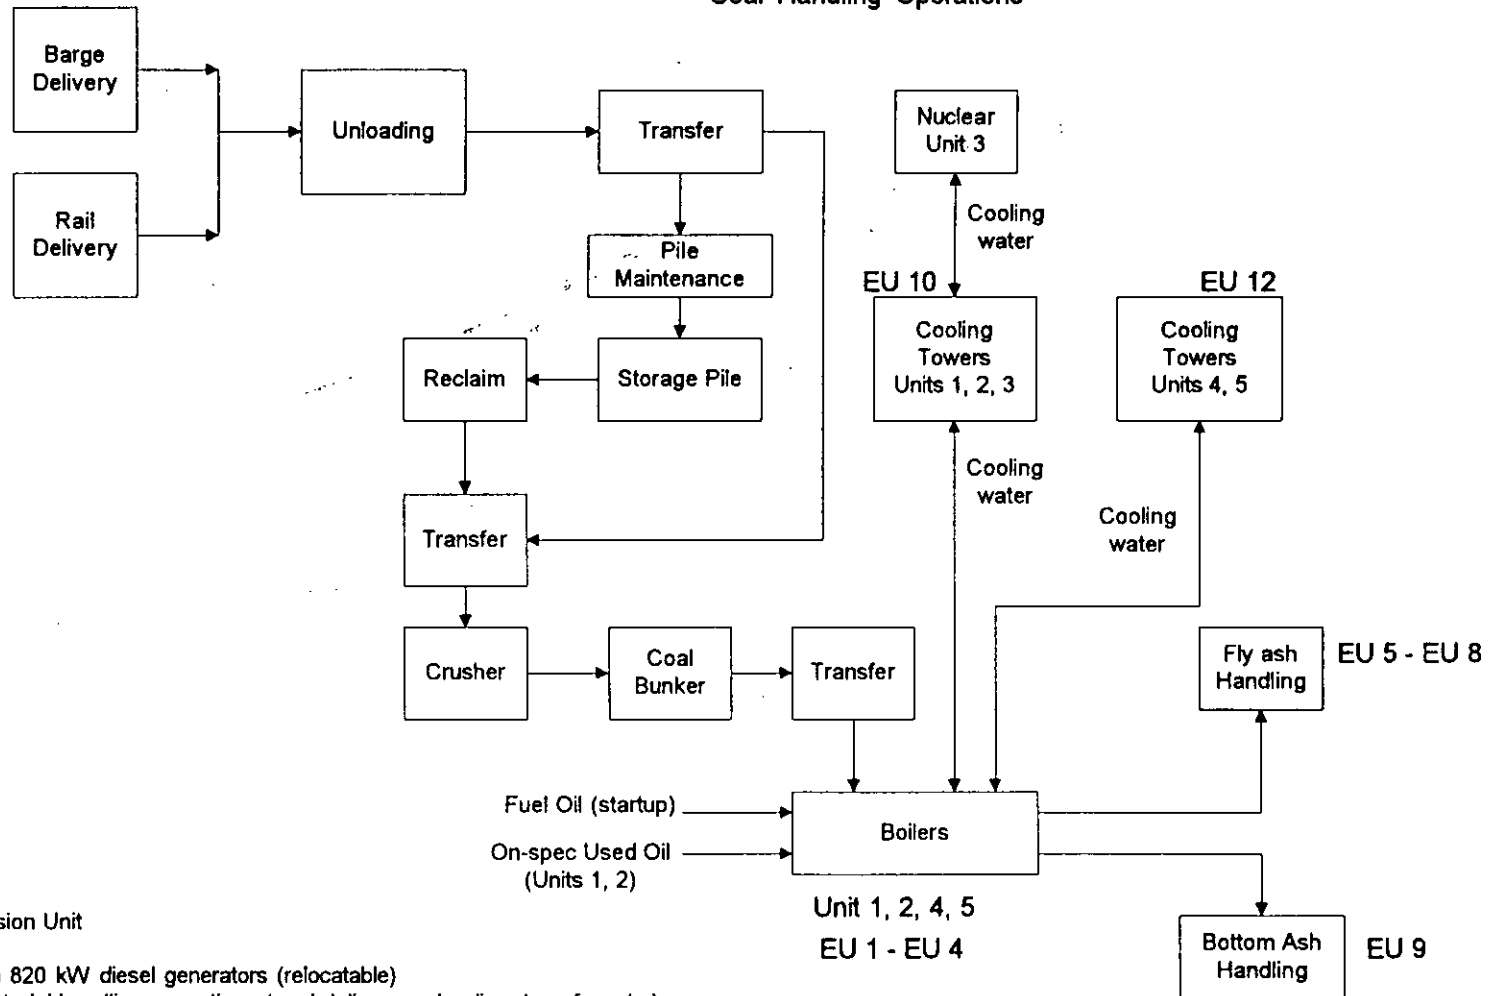 Coal Handling Operations
Barge
Delivery
Unloading
Transfer
Nuclear
Unit 3
Rail
Delivery
Cooling
water
Pile
Maintenance
EU 10
EU 12
Cooling
Towers
Units 1, 2, 3
Cooling
Towers
Units 4, 5
Reclaim
Storage Pile
Cooling
water
Transfer
Cooling
water
Crusher
Coal
Bunker
Transfer
Fly ash
Handling
EU 5 - EU 8
Fuel Oil (startup)
Boilers
On-spec Used Oil
(Units 1, 2)
Unit 1, 2, 4, 5
EU 1 - EU 4
Bottom Ash
Handling
EU 9
sion Unit
820 kW diesel generators (relocatable)